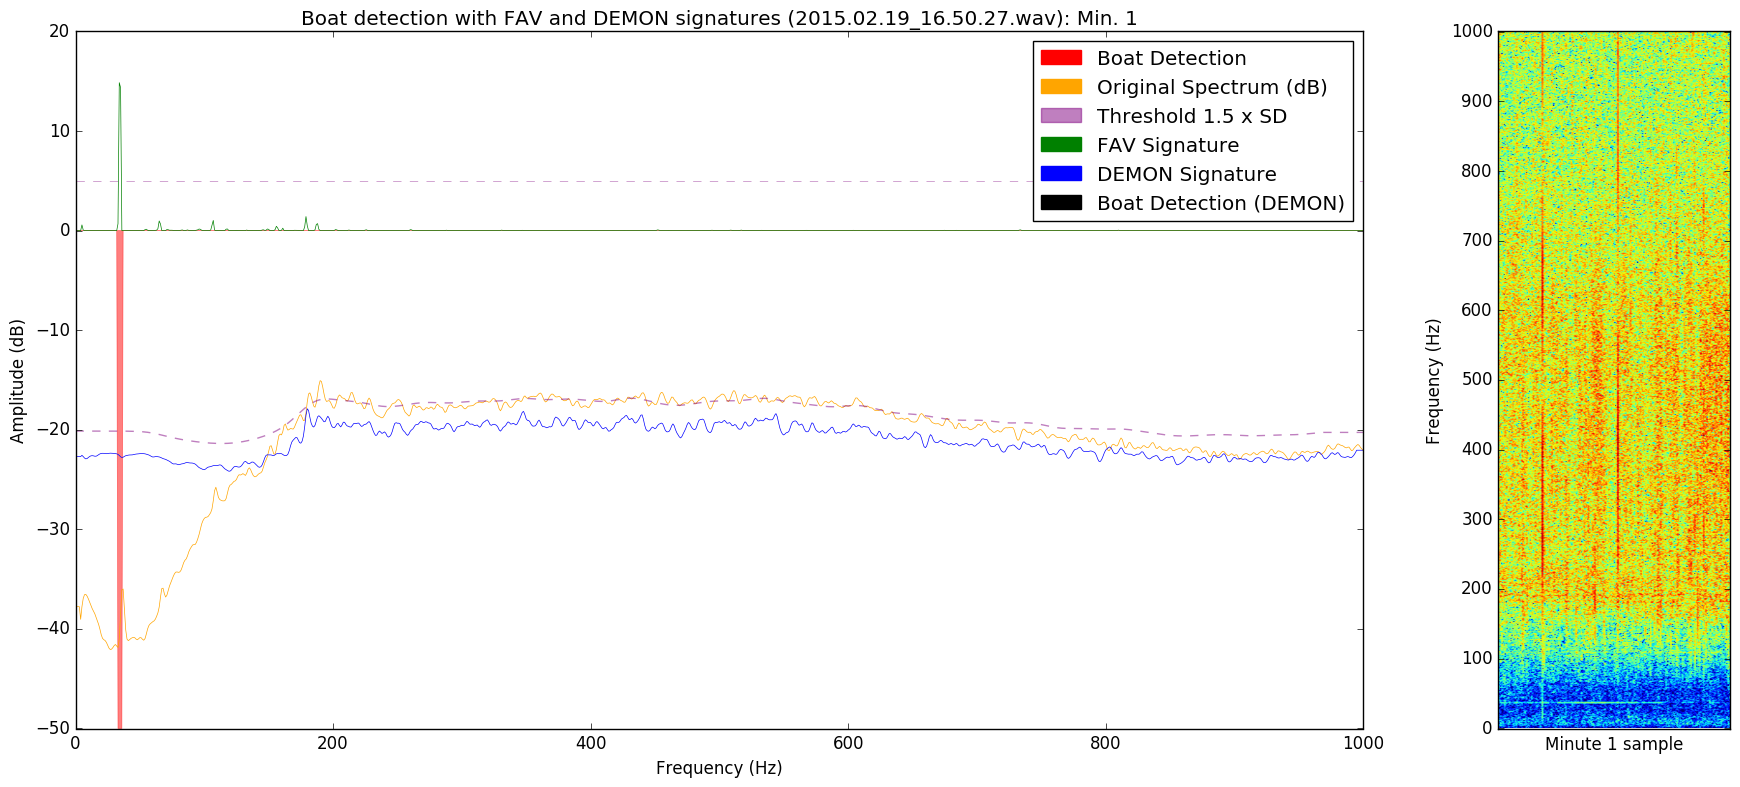 Boat detection with FAV and DEMON signatures (2015.02.19_16.50.27.wav): Min. 1
20
10
0
−10
−20
−30
−40
−50
Amplitude (dB)
0
200
400
600
800
1000
Frequency (Hz)
Boat Detection
Original Spectrum (dB)
Threshold 1.5 x SD
FAV Signature
DEMON Signature
Boat Detection (DEMON)
1000
900
800
700
600
500
400
300
200
100
0
Frequency (Hz)
Minute 1 sample